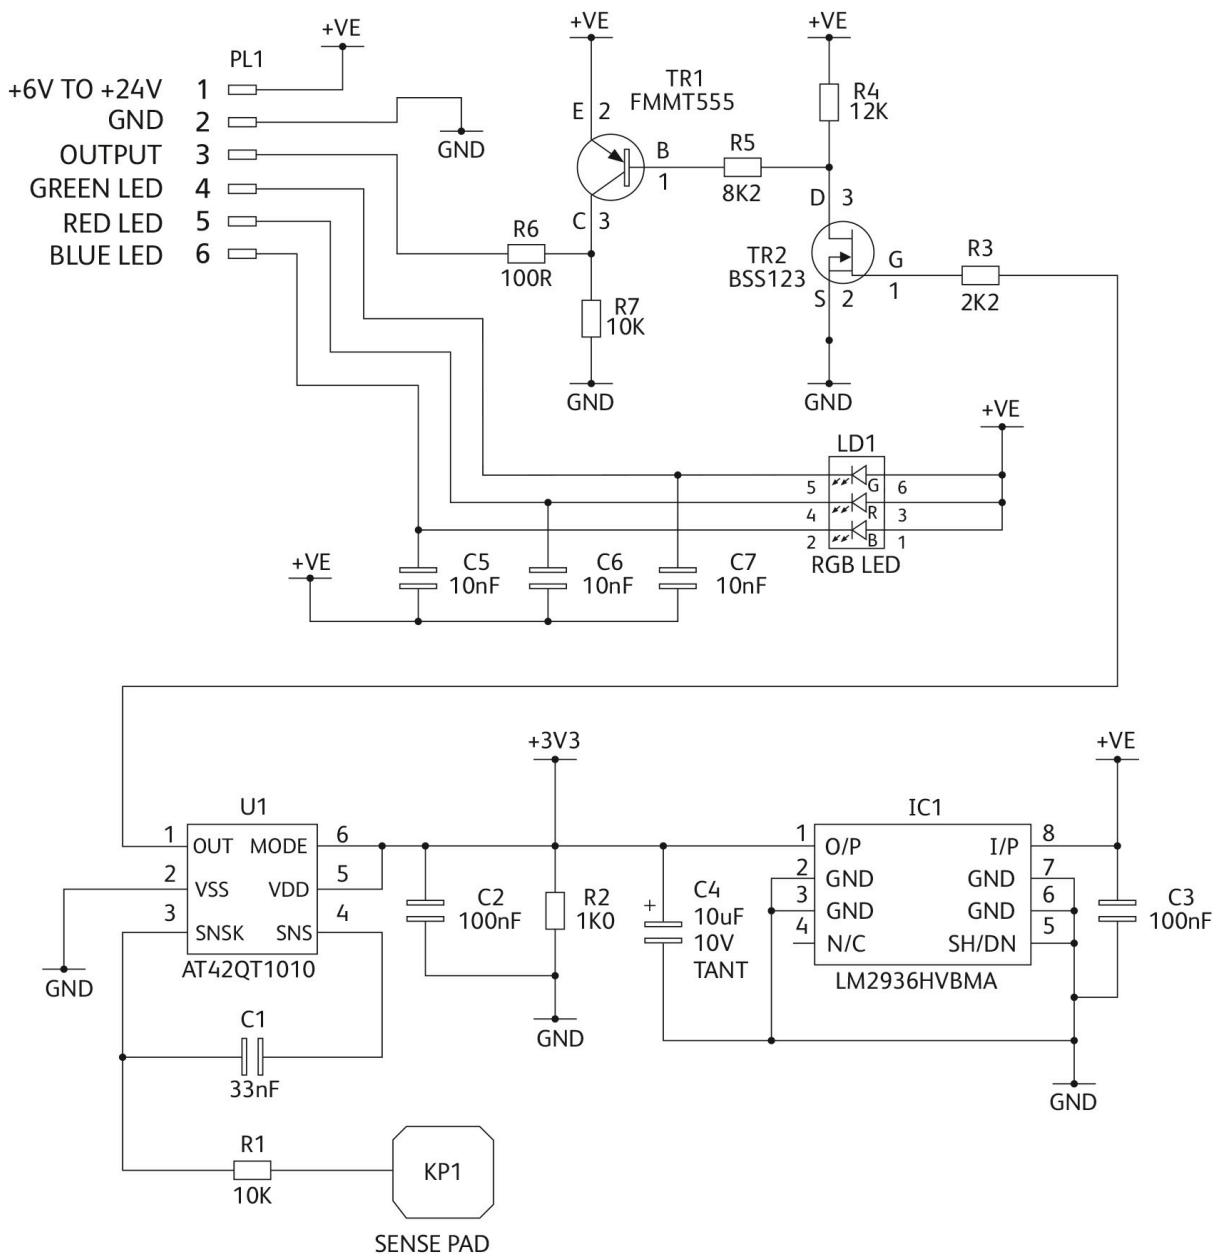 +VE
PL1
+6V TO +24V 1
GND 2
OUTPUT 3
GREEN LED 4
RED LED 5
BLUE LED 6
GND
+VE
TR1
FMMT555
E 2
B
1
C 3
R6
100R
R7
10K
GND
R5
8K2
+VE
R4
12K
D 3
TR2
BSS123
G
1
S 2
R3
2K2
GND
+VE
LD1
5 G 6
4 R 3
2 B 1
RGB LED
+VE
C5
10nF
C6
10nF
C7
10nF
+3V3
+VE
U1
1 OUT MODE 6
2 VSS VDD 5
3 SNSK SNS 4
AT42QT1010
GND
C1
33nF
R1
10K
KP1
SENSE PAD
C2
100nF
R2
1K0
GND
+
C4
10uF
10V
TANT
IC1
1 O/P I/P 8
2 GND GND 7
3 GND GND 6
4 N/C SH/DN 5
LM2936HVBMA
C3
100nF
GND